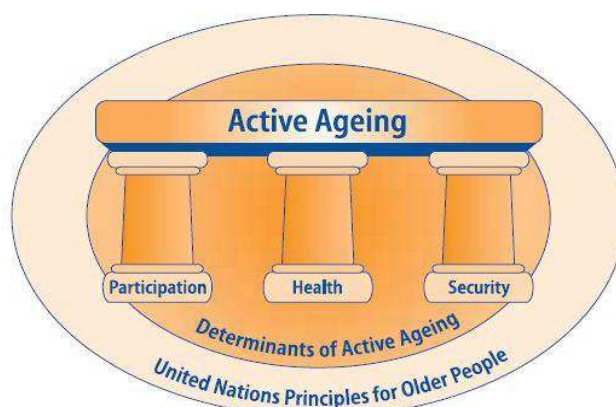 Active Ageing
Participation
Health
Security
Determinants of Active Ageing
United Nations Principles for Older People